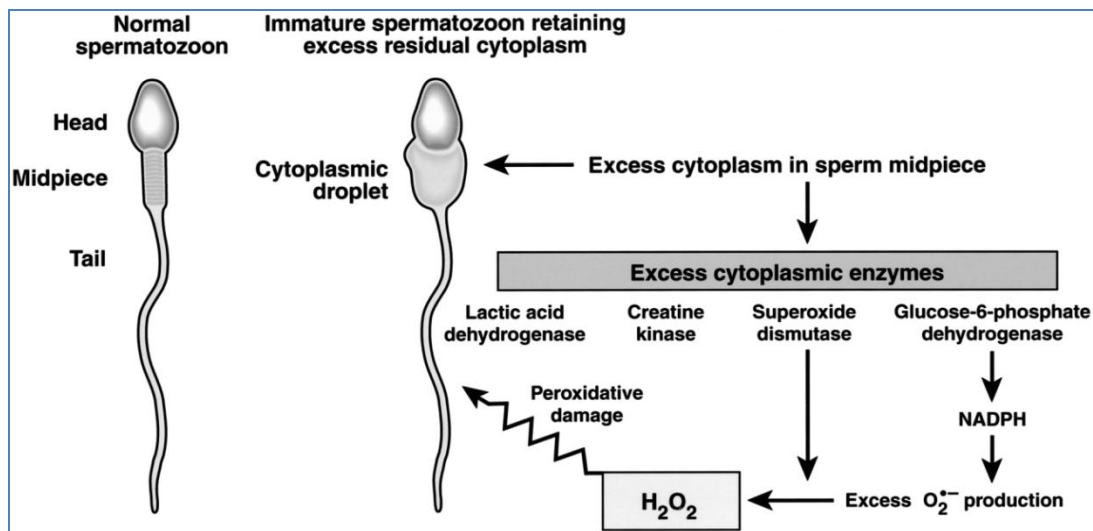 Normal
spermatozoon
Immature spermatozoon retaining
excess residual cytoplasm
Head
Midpiece
Tail
Cytoplasmic
droplet
Excess cytoplasm in sperm midpiece
Excess cytoplasmic enzymes
Lactic acid
dehydrogenase
Creatine
kinase
Superoxide
dismutase
Glucose-6-phosphate
dehydrogenase
Peroxidative
damage
NADPH
H₂O₂
Excess O₂•− production